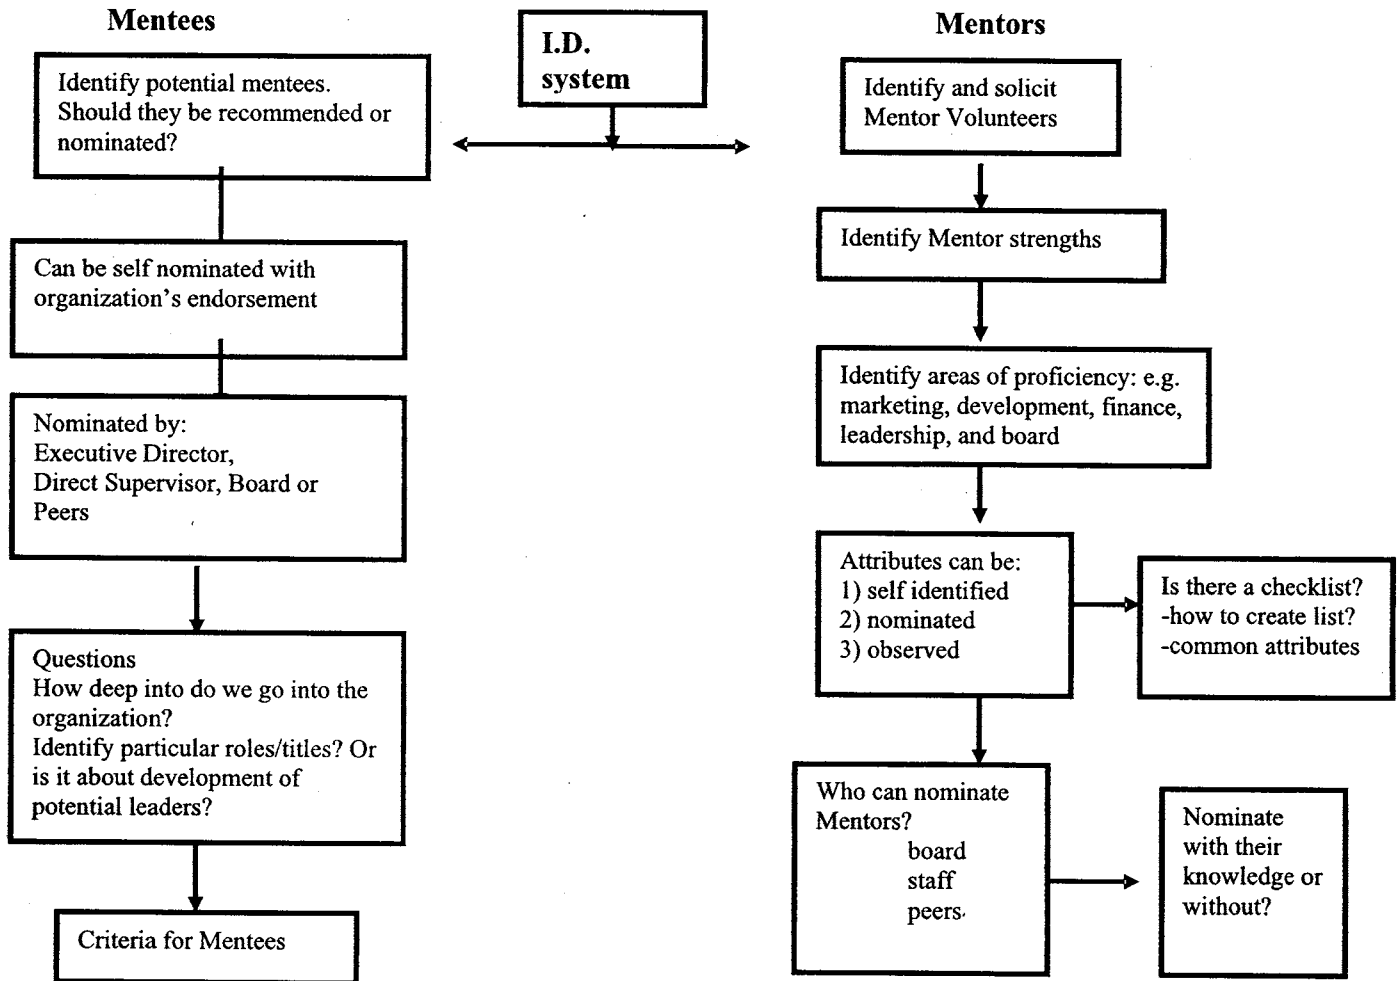 Mentees
I.D.
system
Mentors
Identify potential mentees.
Should they be recommended or
nominated?
Can be self nominated with
organization's endorsement
Nominated by:
Executive Director,
Direct Supervisor, Board or
Peers
Questions
How deep into do we go into the
organization?
Identify particular roles/titles? Or
is it about development of
potential leaders?
Criteria for Mentees
Identify and solicit
Mentor Volunteers
Identify Mentor strengths
Identify areas of proficiency: e.g.
marketing, development, finance,
leadership, and board
Attributes can be:
1) self identified
2) nominated
3) observed
Is there a checklist?
-how to create list?
-common attributes
Who can nominate
Mentors?
board
staff
peers
Nominate
with their
knowledge or
without?